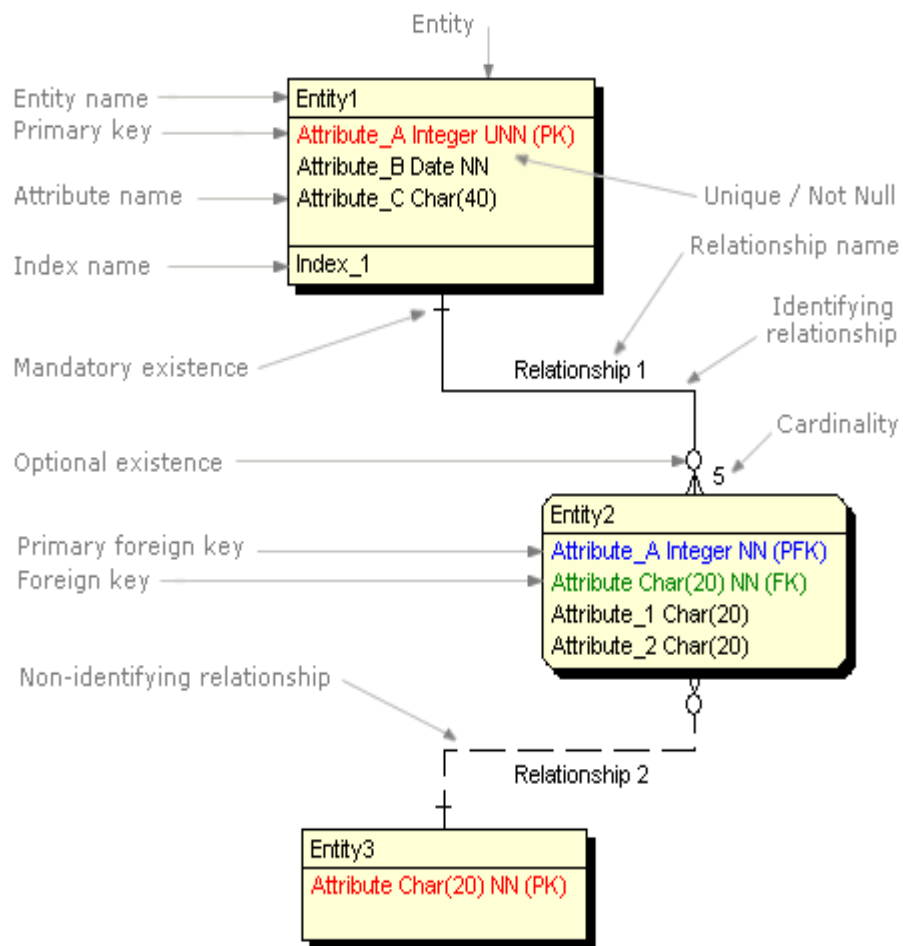 Entity
Entity name
Entity1
Primary key
Attribute_A Integer UNN (PK)
Attribute_B Date NN
Attribute name
Attribute_C Char(40)
Unique / Not Null
Relationship name
Index name
Index_1
Identifying
relationship
Mandatory existence
Relationship 1
Cardinality
Optional existence
5
Entity2
Primary foreign key
Attribute_A Integer NN (PFK)
Foreign key
Attribute Char(20) NN (FK)
Attribute_1 Char(20)
Attribute_2 Char(20)
Non-identifying relationship
Relationship 2
Entity3
Attribute Char(20) NN (PK)